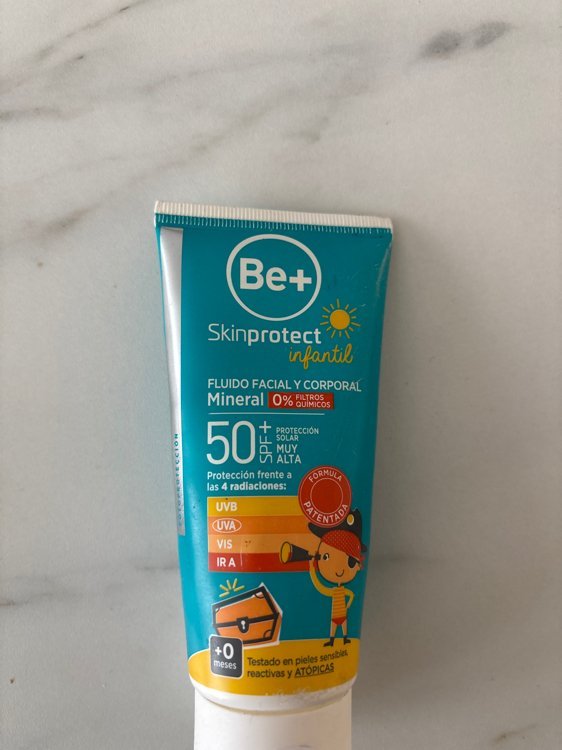 Be+
Skinprotect
infantil
FLUIDO FACIAL Y CORPORAL
Mineral 0% FILTROS
QUÍMICOS
50 SPF+
PROTECCIÓN
SOLAR
MUY
ALTA
Protección frente a
las 4 radiaciones:
UVB
UVA
VIS
IR A
FÓRMULA
PATENTADA
+0
meses
Testado en pieles sensibles,
reactivas y ATÓPICAS
FOTOPROTECCIÓN